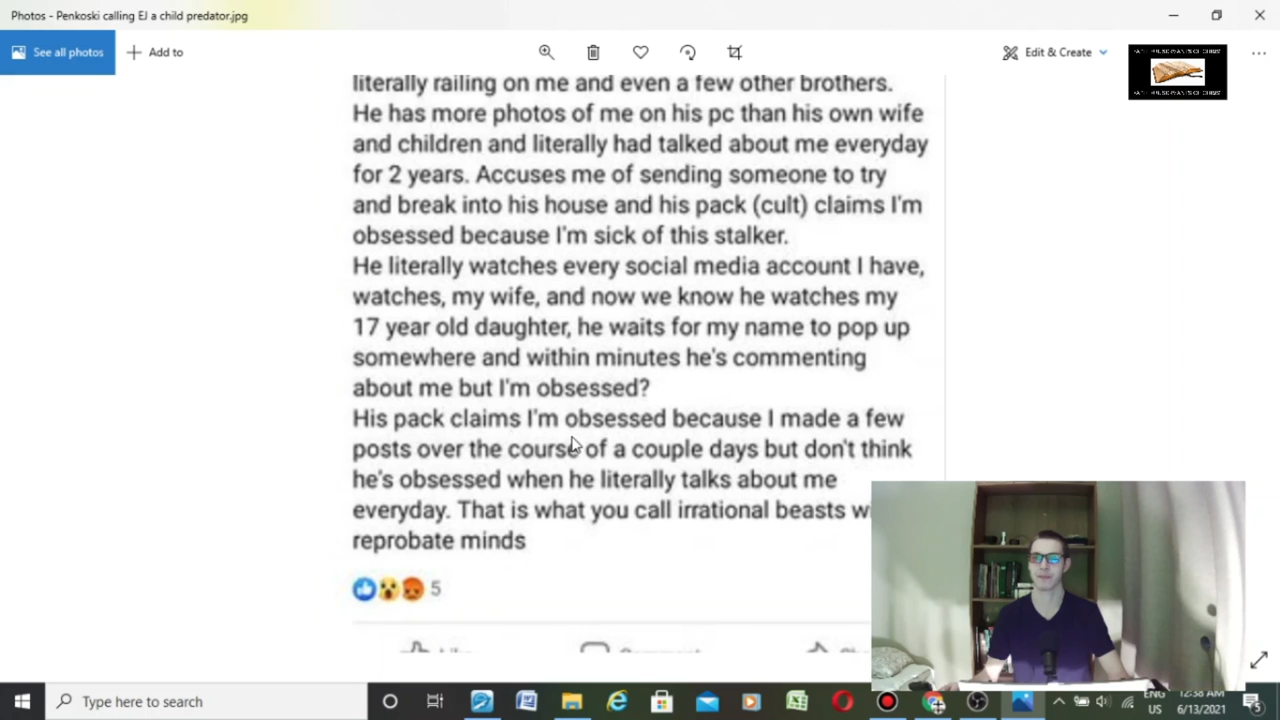 Photos - Penkoski calling EJ a child predator.jpg
See all photos
Add to
Edit & Create
literally railing on me and even a few other brothers.
He has more photos of me on his pc than his own wife
and children and literally had talked about me everyday
for 2 years. Accuses me of sending someone to try
and break into his house and his pack (cult) claims I'm
obsessed because I'm sick of this stalker.
He literally watches every social media account I have,
watches, my wife, and now we know he watches my
17 year old daughter, he waits for my name to pop up
somewhere and within minutes he's commenting
about me but I'm obsessed?
His pack claims I'm obsessed because I made a few
posts over the course of a couple days but don't think
he's obsessed when he literally talks about me
everyday. That is what you call irrational beasts wi
reprobate minds
5
Type here to search
ENG
US
12:38 AM
6/13/2021
5